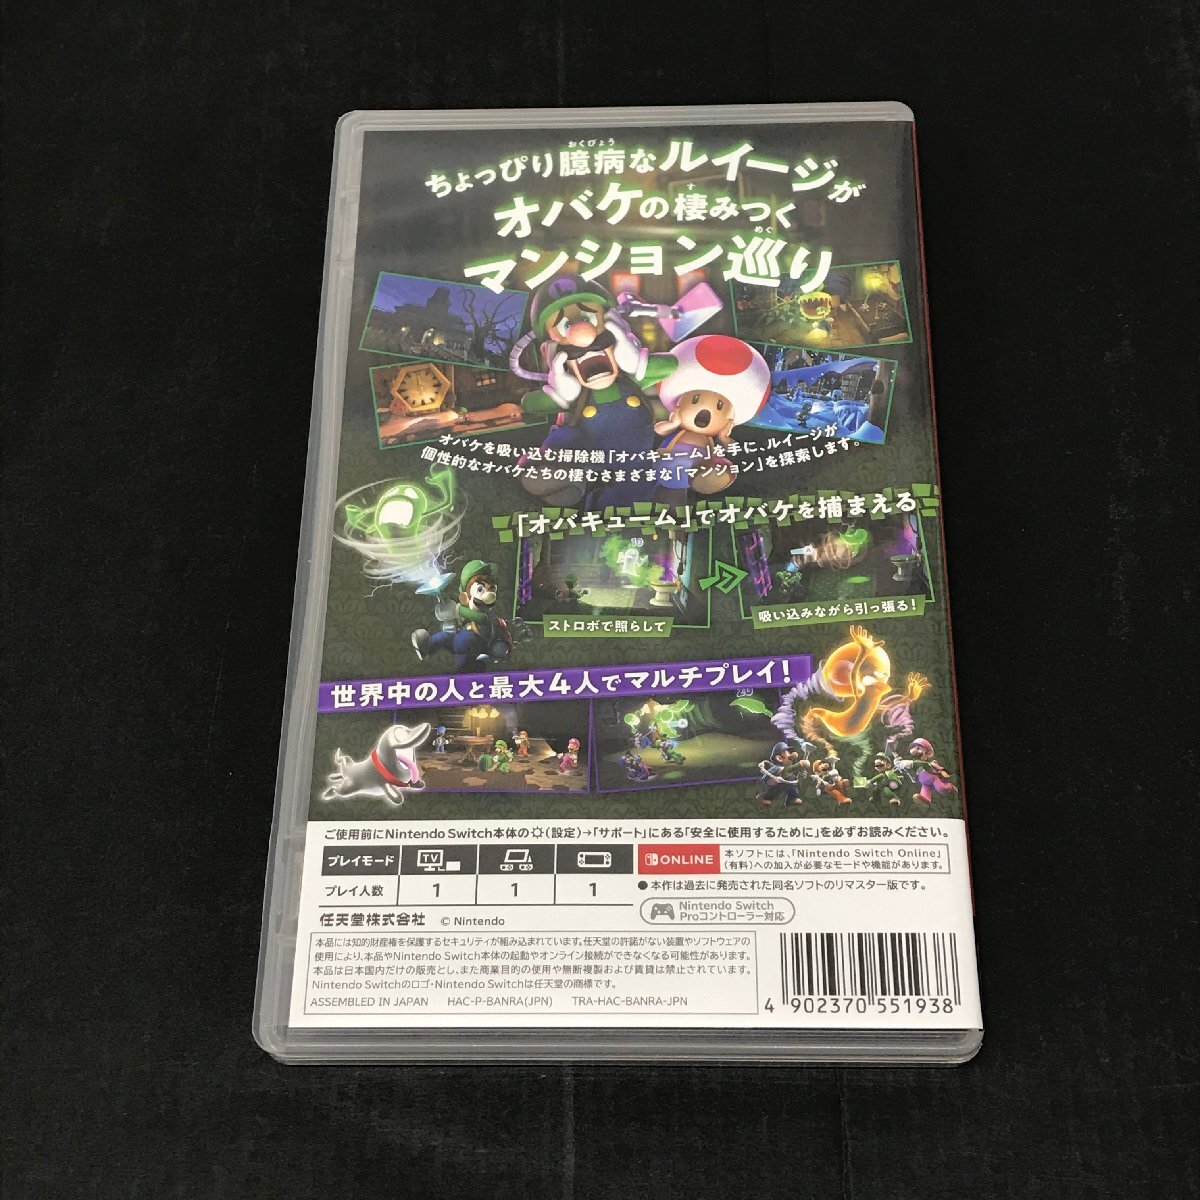 ちょっぴり臆病なルイージが
おくびょう
オバケの棲みつく
す
マンション巡り
めぐ
オバケを吸い込む掃除機「オバキューム」を手に、ルイージが
個性的なオバケたちの棲むさまざまな「マンション」を探索します。
「オバキューム」でオバケを捕まえる
10
ストロボで照らして
吸い込みながら引っ張る!
世界中の人と最大4人でマルチプレイ!
20
ご使用前にNintendo Switch本体の(設定)→「サポート」にある「安全に使用するために」を必ずお読みください。
プレイモード TV
プレイ人数 1 1 1
ONLINE
本ソフトには、「Nintendo Switch Online」
(有料)への加入が必要なモードや機能があります。
●本作は過去に発売された同名ソフトのリマスター版です。
Nintendo Switch
Proコントローラー対応
任天堂株式会社 © Nintendo
本品には知的財産権を保護するセキュリティが組み込まれています。任天堂の許諾がない装置やソフトウェアの
使用により、本品やNintendo Switch本体の起動やオンライン接続ができなくなる可能性があります。
本品は日本国内だけの販売とし、また商業目的の使用や無断複製および賃貸は禁止されています。
Nintendo Switchのロゴ・Nintendo Switchは任天堂の商標です。
ASSEMBLED IN JAPAN HAC-P-BANRA(JPN) TRA-HAC-BANRA-JPN
4 902370 551938